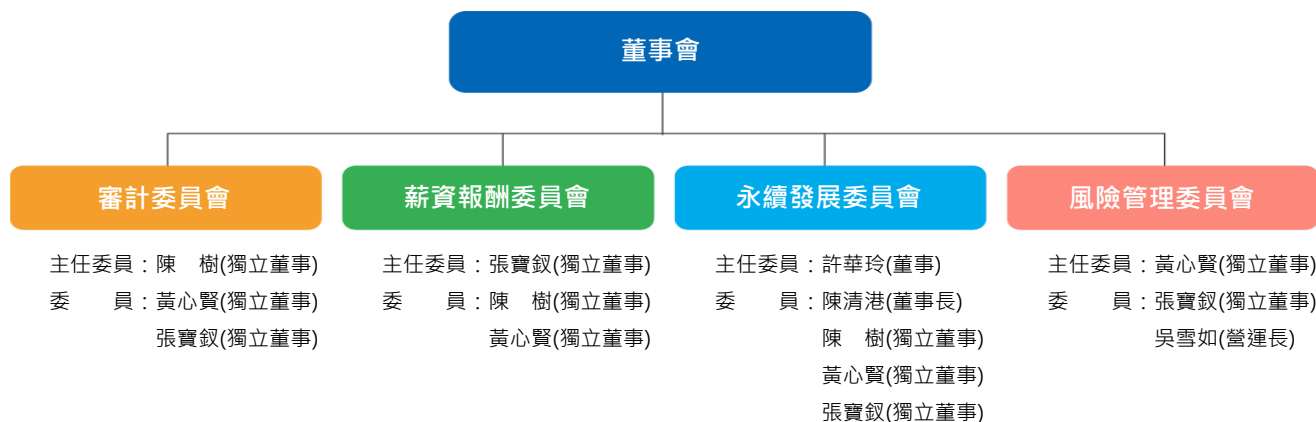 董事會
審計委員會
主任委員：陳　樹(獨立董事)
委　　員：黃心賢(獨立董事)
張寶釵(獨立董事)
薪資報酬委員會
主任委員：張寶釵(獨立董事)
委　　員：陳　樹(獨立董事)
黃心賢(獨立董事)
永續發展委員會
主任委員：許華玲(董事)
委　　員：陳清港(董事長)
陳　樹(獨立董事)
黃心賢(獨立董事)
張寶釵(獨立董事)
風險管理委員會
主任委員：黃心賢(獨立董事)
委　　員：張寶釵(獨立董事)
吳雪如(營運長)